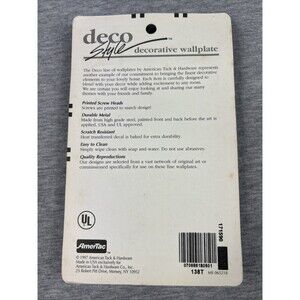 deco
style ™
decorative wallplate
The Deco line of wallplates by American Tack & Hardware represents
another example of our commitment to bringing the finest decorative
elements to your lovely home. Each item is carefully designed to
blend with your decor while adding excitement to any room.
We are certain you will enjoy looking at and sharing our many
themes with your friends and family.
Printed Screw Heads
Screws are printed to match design!
Durable Metal
Made from high grade steel, painted front and back before the art is
applied. USA and UL approved.
Scratch Resistant
Heat transferred decal is baked for extra durability.
Easy to Clean
Simply wipe clean with soap and water. Do not use abrasives.
Quality Reproductions
Our designs are selected from a vast network of original art or
commissioned specifically for use on these fine wallplates.
UL
AmerTac
© 1997 American Tack & Hardware
Made in USA exclusively for
American Tack & Hardware Co., Inc.
25 Robert Pitt Drive, Monsey, NY 10952
171590
138T